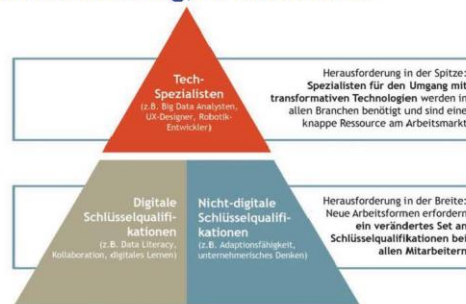 Tech-
Spezialisten
(z.B. Big Data Analysten,
UX-Designer, Robotik-
Entwickler)
Herausforderung in der Spitze:
Spezialisten für den Umgang mit
transformativen Technologien werden in
allen Branchen benötigt und sind eine
knappe Ressource am Arbeitsmarkt
Digitale
Schlüsselqualifi-
kationen
(z.B. Data Literacy,
Kollaboration, digitales Lernen)
Nicht-digitale
Schlüsselqualifi-
kationen
(z.B. Adaptionsfähigkeit,
unternehmerisches Denken)
Herausforderung in der Breite:
Neue Arbeitsformen erfordern
ein verändertes Set an
Schlüsselqualifikationen bei
allen Mitarbeitern